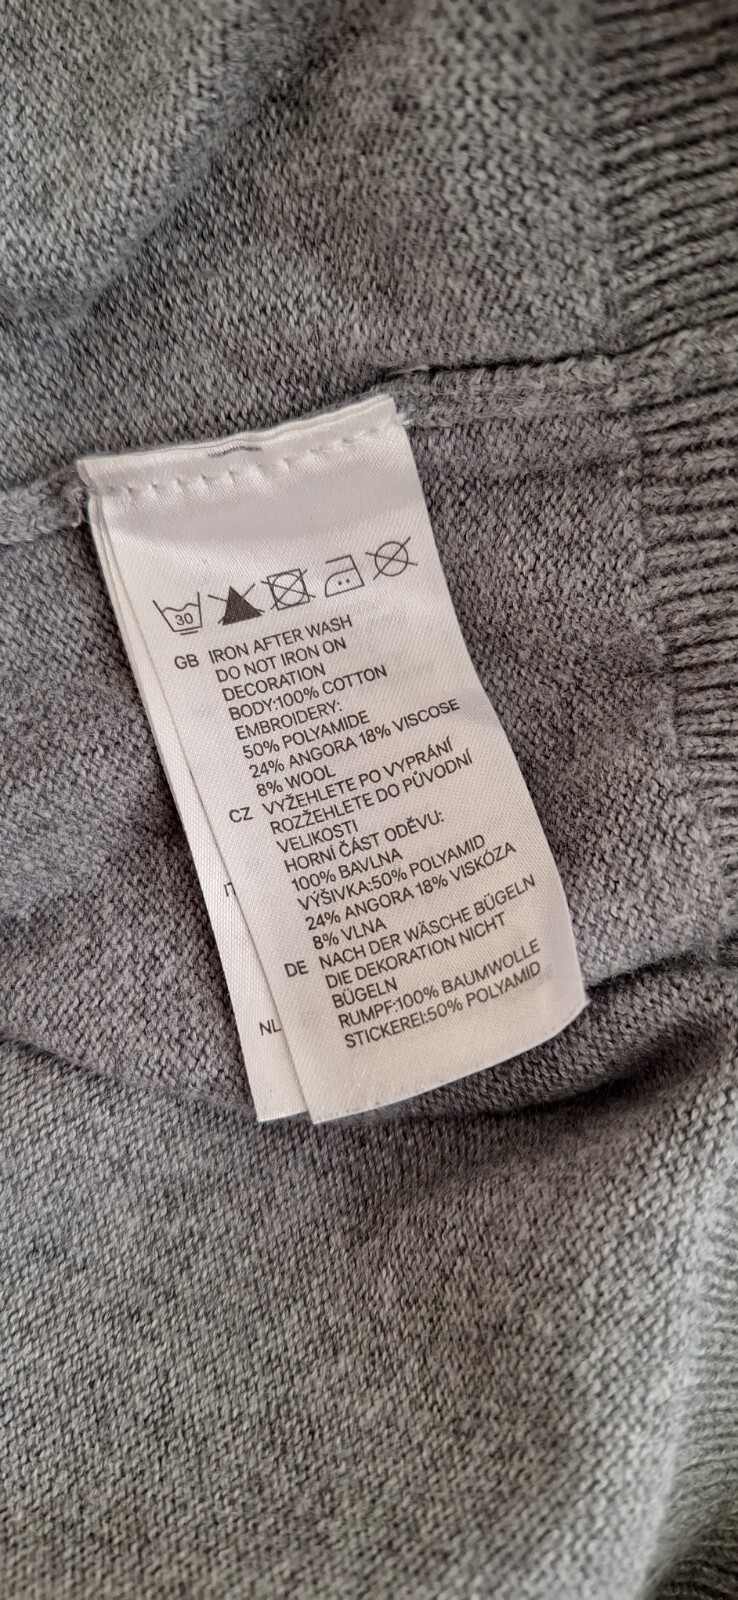 30
GB IRON AFTER WASH
DO NOT IRON ON
DECORATION
BODY:100% COTTON
EMBROIDERY:
50% POLYAMIDE
24% ANGORA 18% VISCOSE
8% WOOL
CZ VYŽEHLETE PO VYPRÁNÍ
ROZŽEHLETE DO PŮVODNÍ
VELIKOSTI
HORNÍ ČÁST ODĚVU:
100% BAVLNA
VÝŠIVKA:50% POLYAMID
24% ANGORA 18% VISKÓZA
8% VLNA
DE NACH DER WÄSCHE BÜGELN
DIE DEKORATION NICHT
BÜGELN
RUMPF:100% BAUMWOLLE
STICKEREI:50% POLYAMID
NL